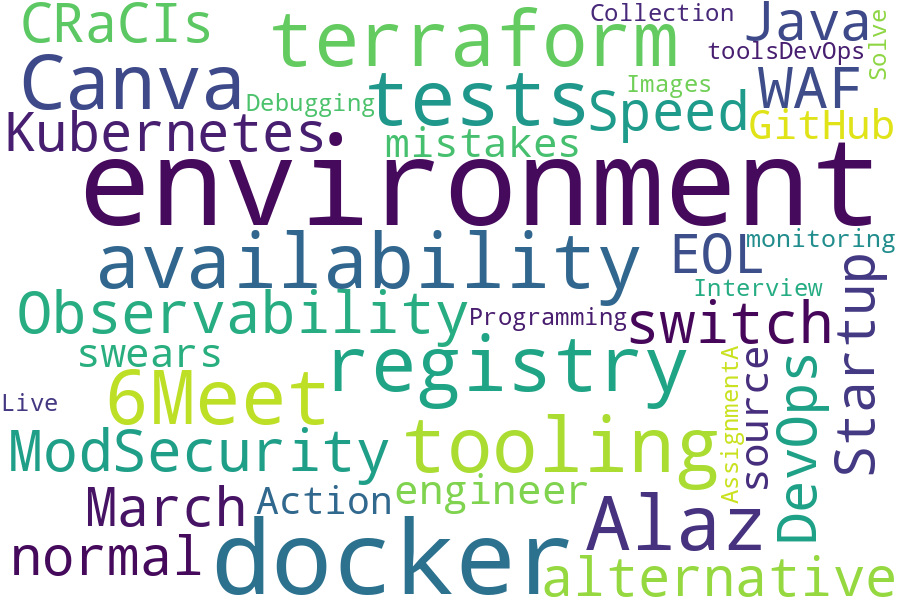 CRaCIs
terraform
Collection
Java
Solve
toolsDevOps
Canva
Debugging
tests
Images
Speed
WAF
GitHub
Kubernetes
mistakes
environment
availability
EOL
monitoring
Observability
Programming
Interview
switch
Startup
swears
registry
6Meet
Live
AssignmentA
source
DevOps
ModSecurity
tooling
March
Action
engineer
Alaz
normal
docker
alternative